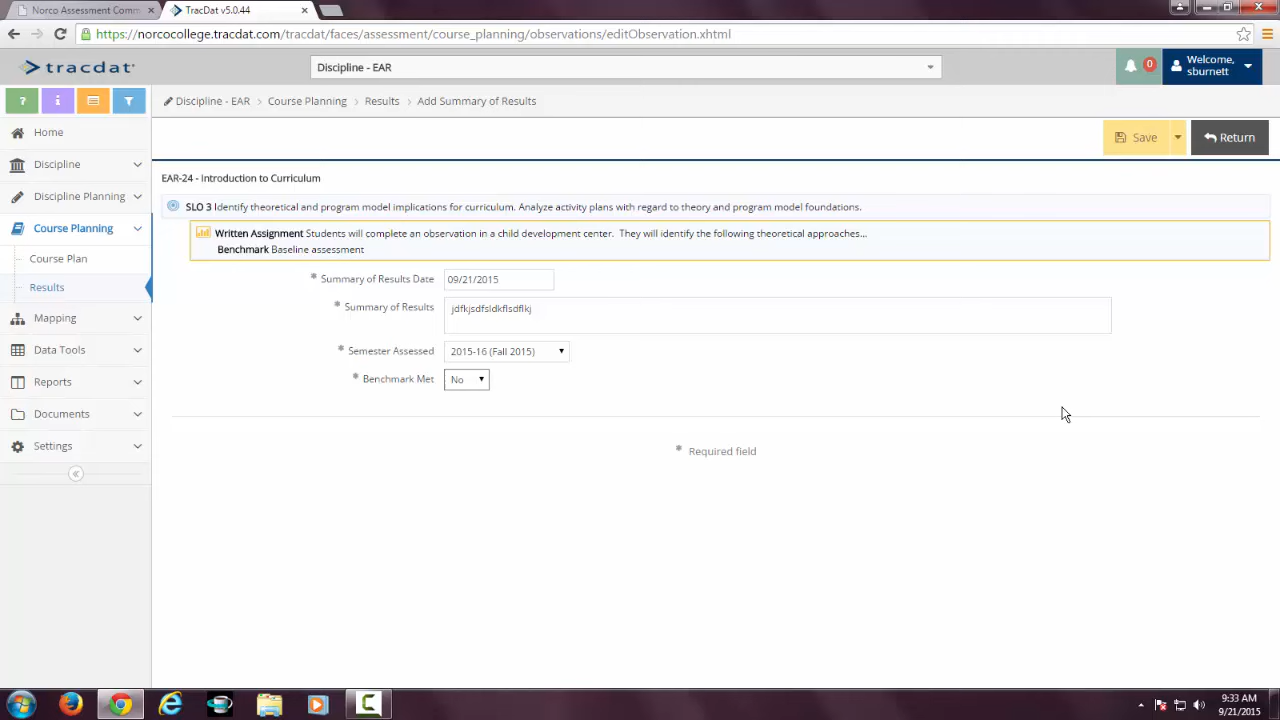 Norco Assessment Comm
TracDat v5.0.44
https://norcocollege.tracdat.com/tracdat/faces/assessment/course_planning/observations/editObservation.xhtml
tracdat
Discipline - EAR
0
Welcome,
sburnett
Discipline - EAR > Course Planning > Results > Add Summary of Results
Home
Discipline
Discipline Planning
Course Planning
Course Plan
Results
Mapping
Data Tools
Reports
Documents
Settings
Save
Return
EAR-24 - Introduction to Curriculum
SLO 3 Identify theoretical and program model implications for curriculum. Analyze activity plans with regard to theory and program model foundations.
Written Assignment Students will complete an observation in a child development center. They will identify the following theoretical approaches...
Benchmark Baseline assessment
* Summary of Results Date 09/21/2015
* Summary of Results jdfkjsdfsldkflsdflkj
* Semester Assessed 2015-16 (Fall 2015)
* Benchmark Met No
* Required field
9:33 AM
9/21/2015